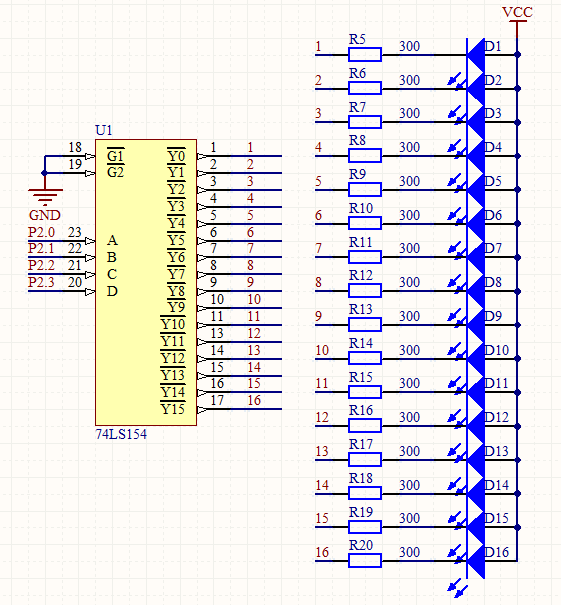 VCC
1 R5 300 D1
2 R6 300 D2
3 R7 300 D3
4 R8 300 D4
5 R9 300 D5
6 R10 300 D6
7 R11 300 D7
8 R12 300 D8
9 R13 300 D9
10 R14 300 D10
11 R15 300 D11
12 R16 300 D12
13 R17 300 D13
14 R18 300 D14
15 R19 300 D15
16 R20 300 D16
U1
18 G1 Y0 1 1
19 G2 Y1 2 2
Y2 3 3
Y3 4 4
GND Y4 5 5
P2.0 23 A Y5 6 6
P2.1 22 B Y6 7 7
P2.2 21 C Y7 8 8
P2.3 20 D Y8 9 9
Y9 10 10
Y10 11 11
Y11 13 12
Y12 14 13
Y13 15 14
Y14 16 15
Y15 17 16
74LS154